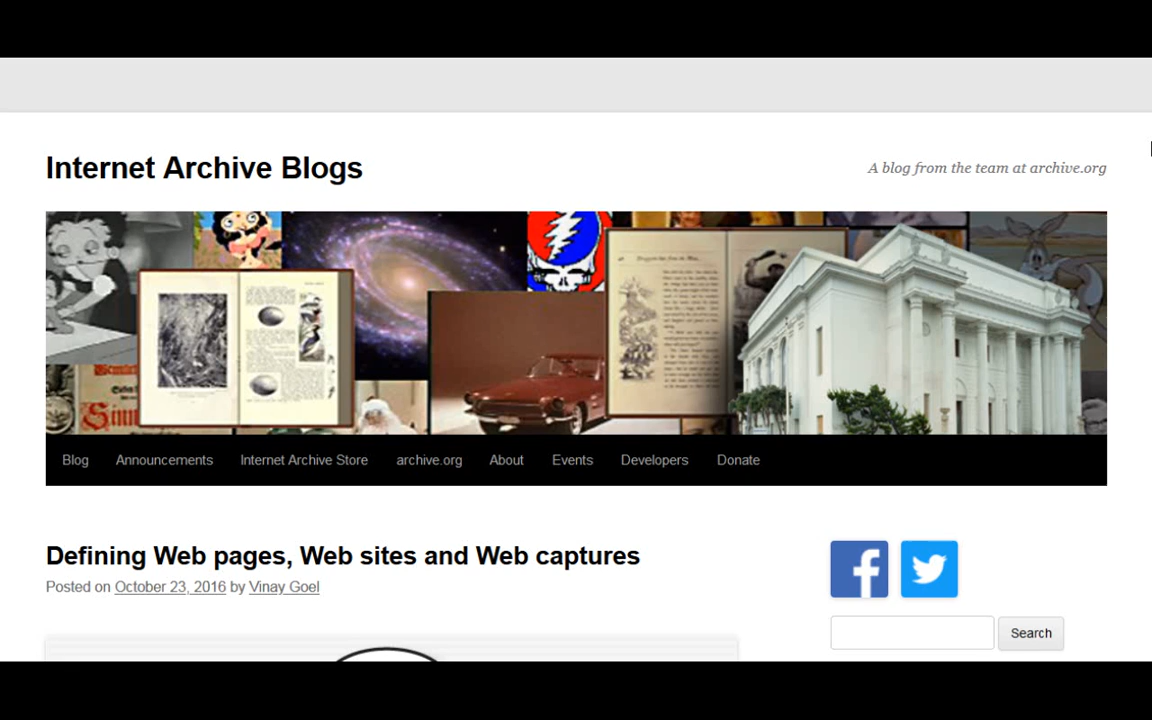 Internet Archive Blogs
A blog from the team at archive.org
Blog Announcements Internet Archive Store archive.org About Events Developers Donate
Defining Web pages, Web sites and Web captures
Posted on October 23, 2016 by Vinay Goel
Search